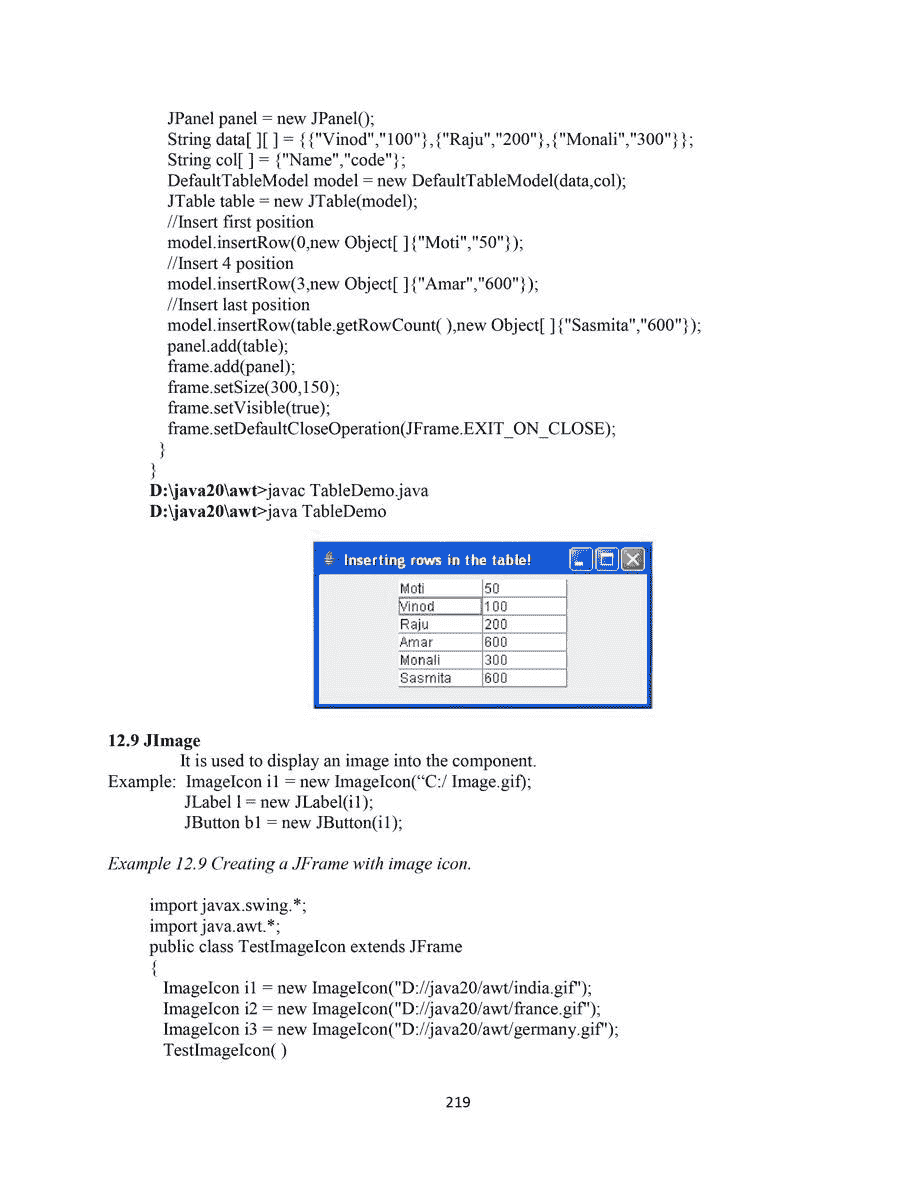 JPanel panel = new JPanel();
String data[ ][ ] = {{"Vinod","100"},{"Raju","200"},{"Monali","300"}};
String col[ ] = {"Name","code"};
DefaultTableModel model = new DefaultTableModel(data,col);
JTable table = new JTable(model);
//Insert first position
model.insertRow(0,new Object[ ]{"Moti","50"});
//Insert 4 position
model.insertRow(3,new Object[ ]{"Amar","600"});
//Insert last position
model.insertRow(table.getRowCount( ),new Object[ ]{"Sasmita","600"});
panel.add(table);
frame.add(panel);
frame.setSize(300,150);
frame.setVisible(true);
frame.setDefaultCloseOperation(JFrame.EXIT_ON_CLOSE);
}
}
D:\java20\awt>javac TableDemo.java
D:\java20\awt>java TableDemo
Inserting rows in the table!
Moti 50
Vinod 100
Raju 200
Amar 600
Monali 300
Sasmita 600
12.9 JImage
It is used to display an image into the component.
Example: ImageIcon i1 = new ImageIcon(“C:/ Image.gif);
JLabel l = new JLabel(i1);
JButton b1 = new JButton(i1);
Example 12.9 Creating a JFrame with image icon.
import javax.swing.*;
import java.awt.*;
public class TestImageIcon extends JFrame
{
ImageIcon i1 = new ImageIcon("D://java20/awt/india.gif");
ImageIcon i2 = new ImageIcon("D://java20/awt/france.gif");
ImageIcon i3 = new ImageIcon("D://java20/awt/germany.gif");
TestImageIcon( )
219